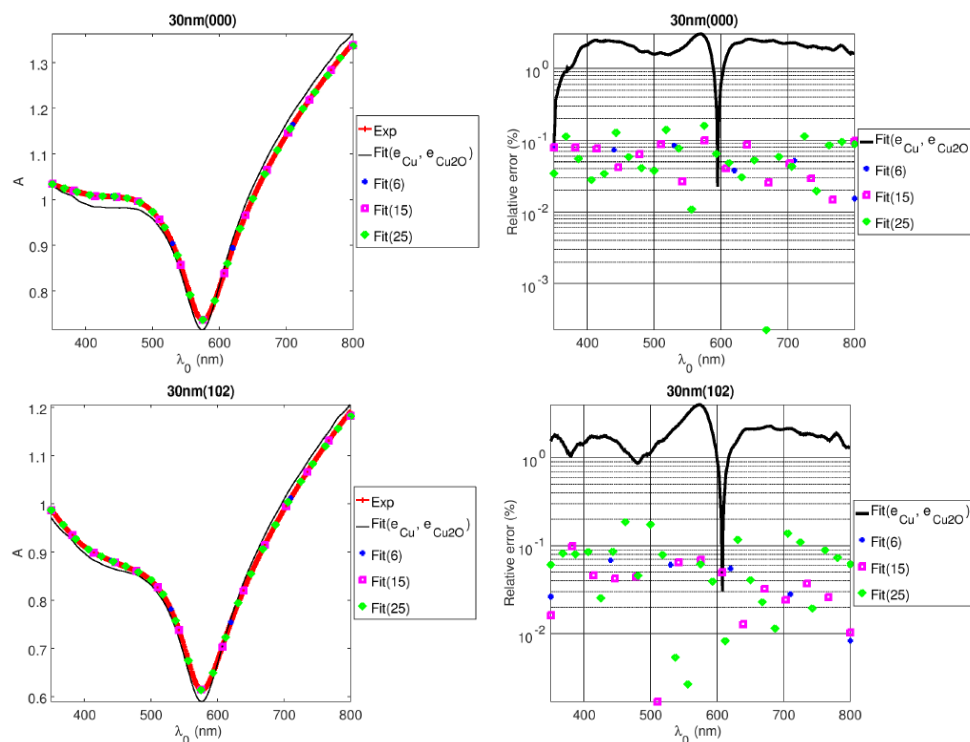 30nm(000)
1.3
1.2
1.1
1
0.9
0.8
A
400 500 600 700 800
λ0 (nm)
Exp
Fit(eCu, eCu2O)
Fit(6)
Fit(15)
Fit(25)
30nm(000)
10^0
10^-1
10^-2
10^-3
Relative error (%)
400 500 600 700 800
λ0 (nm)
Fit(eCu, eCu2O)
Fit(6)
Fit(15)
Fit(25)
30nm(102)
1.2
1.1
1
0.9
0.8
0.7
0.6
A
400 500 600 700 800
λ0 (nm)
Exp
Fit(eCu, eCu2O)
Fit(6)
Fit(15)
Fit(25)
30nm(102)
10^0
10^-1
10^-2
Relative error (%)
400 500 600 700 800
λ0 (nm)
Fit(eCu, eCu2O)
Fit(6)
Fit(15)
Fit(25)